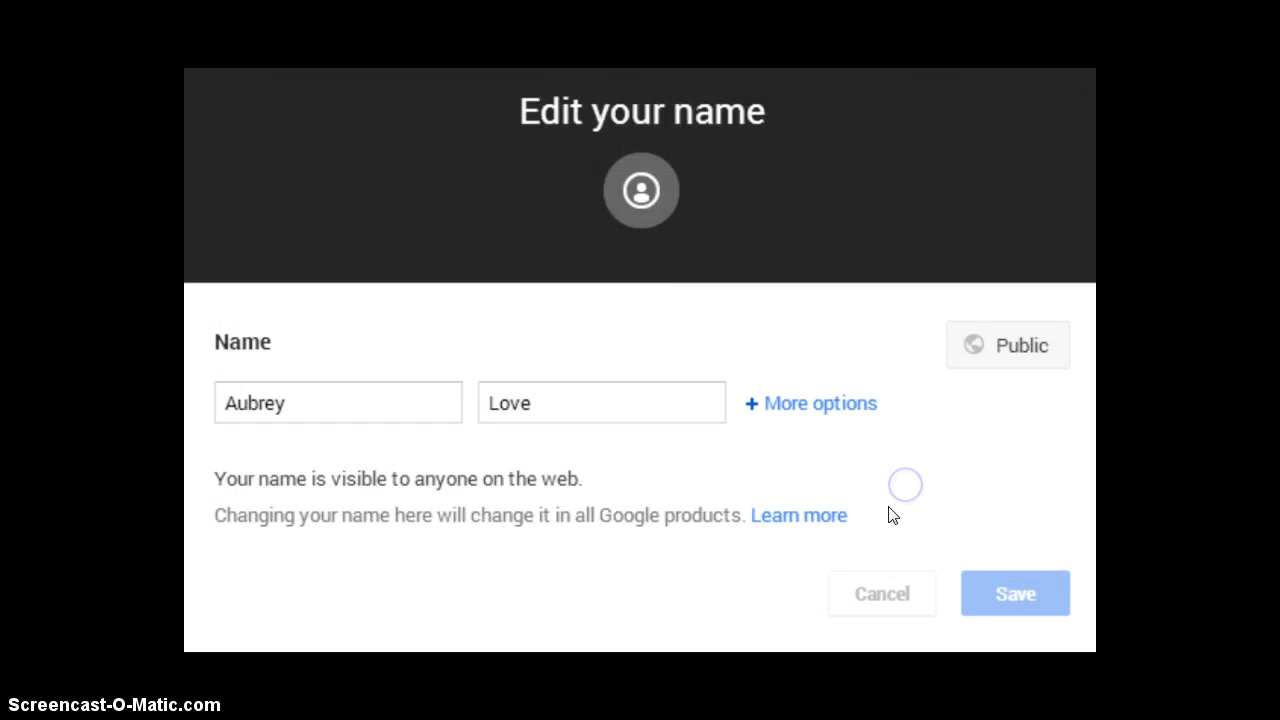 Edit your name
Name
Public
Aubrey
Love
+ More options
Your name is visible to anyone on the web.
Changing your name here will change it in all Google products. Learn more
Cancel
Save
Screencast-O-Matic.com